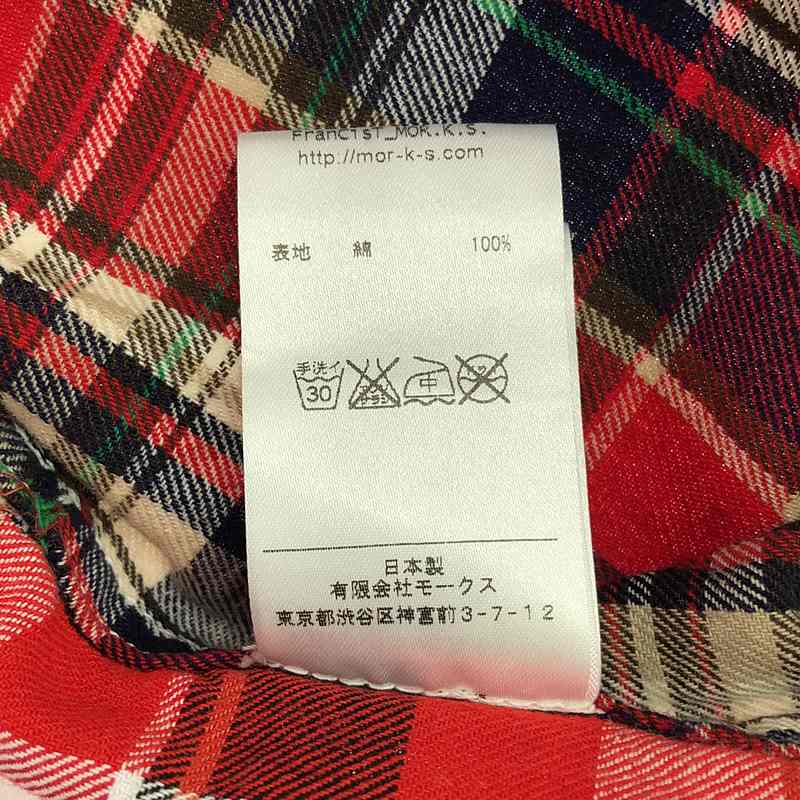 FrancisT_MOR.K.S.
http://mor-k-s.com
表地 綿 100%
手洗イ
30 中
日本製
有限会社モークス
東京都渋谷区神宮前3-7-12